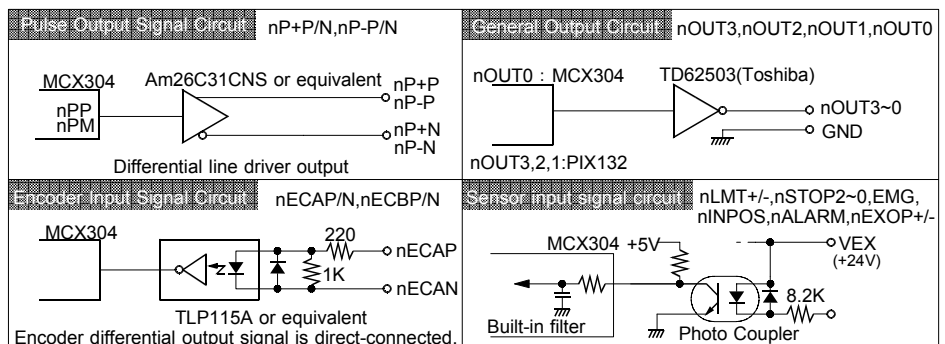 Pulse Output Signal Circuit nP+P/N,nP-P/N
MCX304
Am26C31CNS or equivalent
nPP
nPM
nP+P
nP-P
nP+N
nP-N
Differential line driver output
General Output Circuit nOUT3,nOUT2,nOUT1,nOUT0
nOUT0 : MCX304
TD62503(Toshiba)
nOUT3~0
GND
nOUT3,2,1:PIX132
Encoder Input Signal Circuit nECAP/N,nECBP/N
MCX304
220
nECAP
1K
nECAN
TLP115A or equivalent
Encoder differential output signal is direct-connected.
Sensor input signal circuit nLMT+/-,nSTOP2~0,EMG,
nINPOS,nALARM,nEXOP+/-
MCX304 +5V
VEX
(+24V)
8.2K
Built-in filter
Photo Coupler